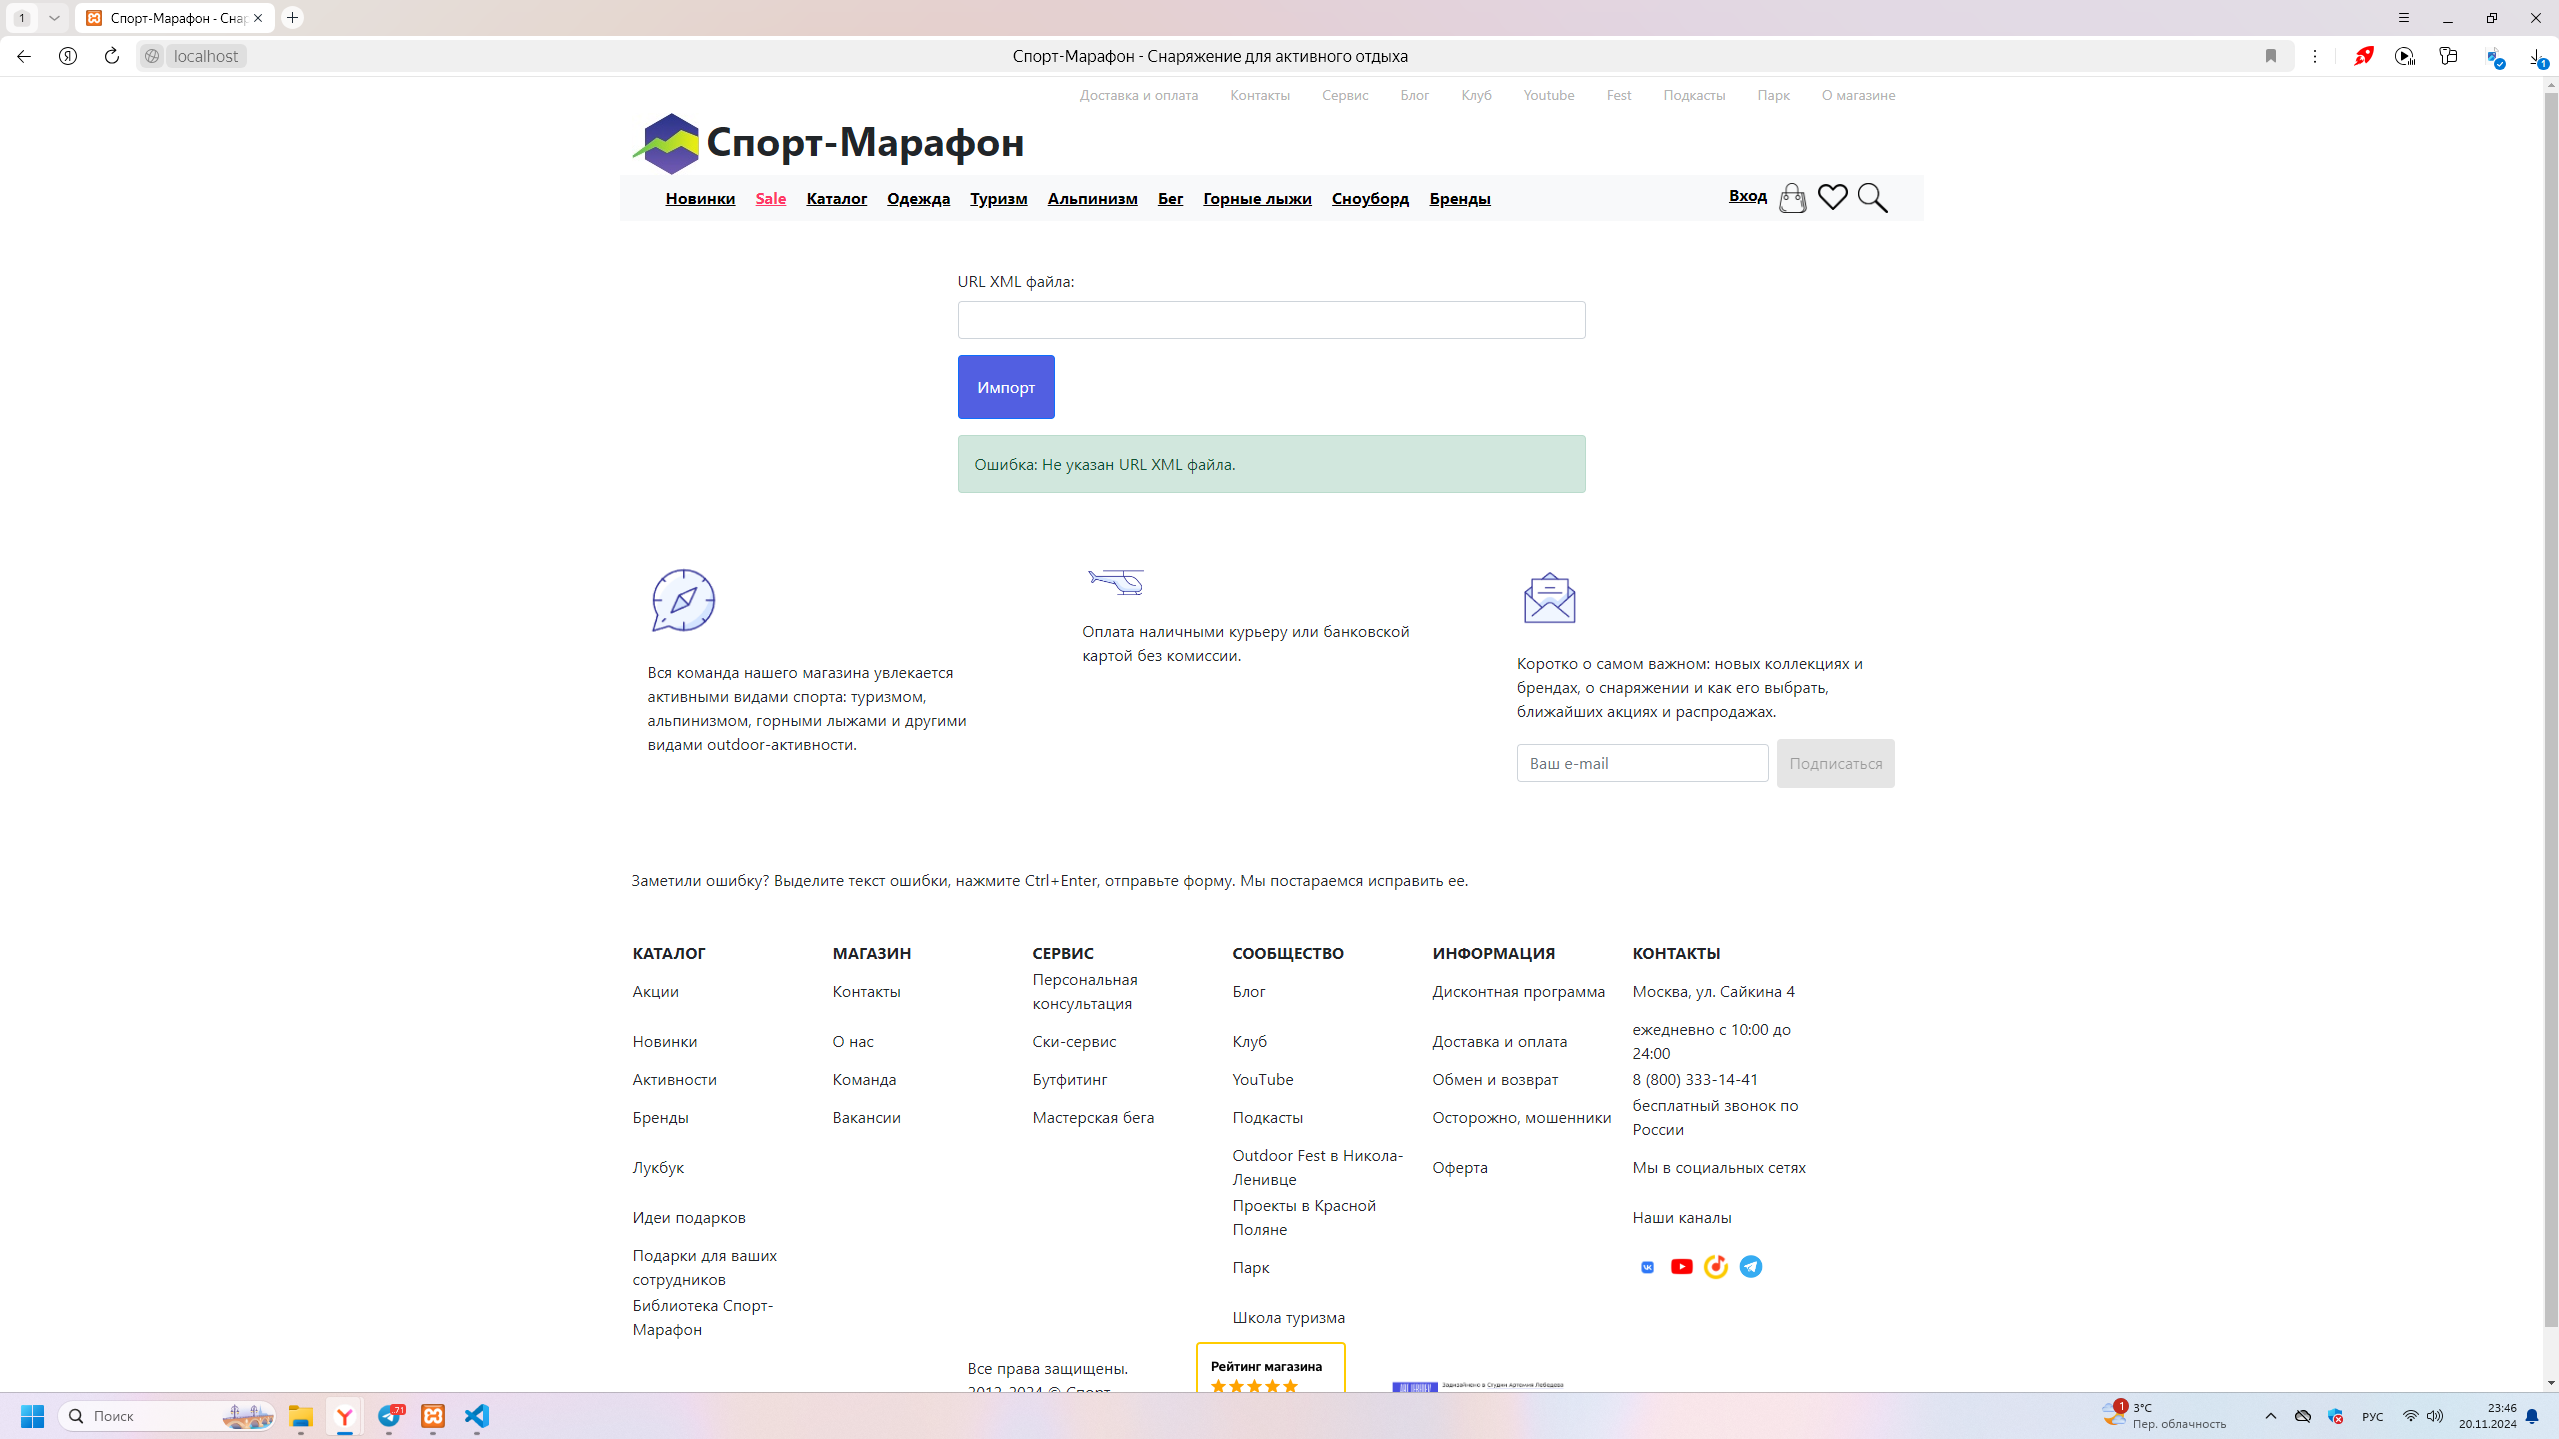 1
Спорт-Марафон - Снар
localhost
Спорт-Марафон - Снаряжение для активного отдыха
1
Доставка и оплата Контакты Сервис Блог Клуб Youtube Fest Подкасты Парк О магазине
Спорт-Марафон
Новинки Sale Каталог Одежда Туризм Альпинизм Бег Горные лыжи Сноуборд Бренды Вход
URL XML файла:
Импорт
Ошибка: Не указан URL XML файла.
Вся команда нашего магазина увлекается
активными видами спорта: туризмом,
альпинизмом, горными лыжами и другими
видами outdoor-активности.
Оплата наличными курьеру или банковской
картой без комиссии.
Коротко о самом важном: новых коллекциях и
брендах, о снаряжении и как его выбрать,
ближайших акциях и распродажах.
Ваш e-mail Подписаться
Заметили ошибку? Выделите текст ошибки, нажмите Ctrl+Enter, отправьте форму. Мы постараемся исправить ее.
КАТАЛОГ
Акции
Новинки
Активности
Бренды
Лукбук
Идеи подарков
Подарки для ваших
сотрудников
Библиотека Спорт-
Марафон
МАГАЗИН
Контакты
О нас
Команда
Вакансии
СЕРВИС
Персональная
консультация
Ски-сервис
Бутфитинг
Мастерская бега
СООБЩЕСТВО
Блог
Клуб
YouTube
Подкасты
Outdoor Fest в Никола-
Ленивце
Проекты в Красной
Поляне
Парк
Школа туризма
ИНФОРМАЦИЯ
Дисконтная программа
Доставка и оплата
Обмен и возврат
Осторожно, мошенники
Оферта
КОНТАКТЫ
Москва, ул. Сайкина 4
ежедневно с 10:00 до
24:00
8 (800) 333-14-41
бесплатный звонок по
России
Мы в социальных сетях
Наши каналы
Все права защищены.
2012-2024 © Спорт-
Рейтинг магазина
Задизайнено в Студии Артемия Лебедева
Поиск
71
1
3°C
Пер. облачность
РУС
23:46
20.11.2024